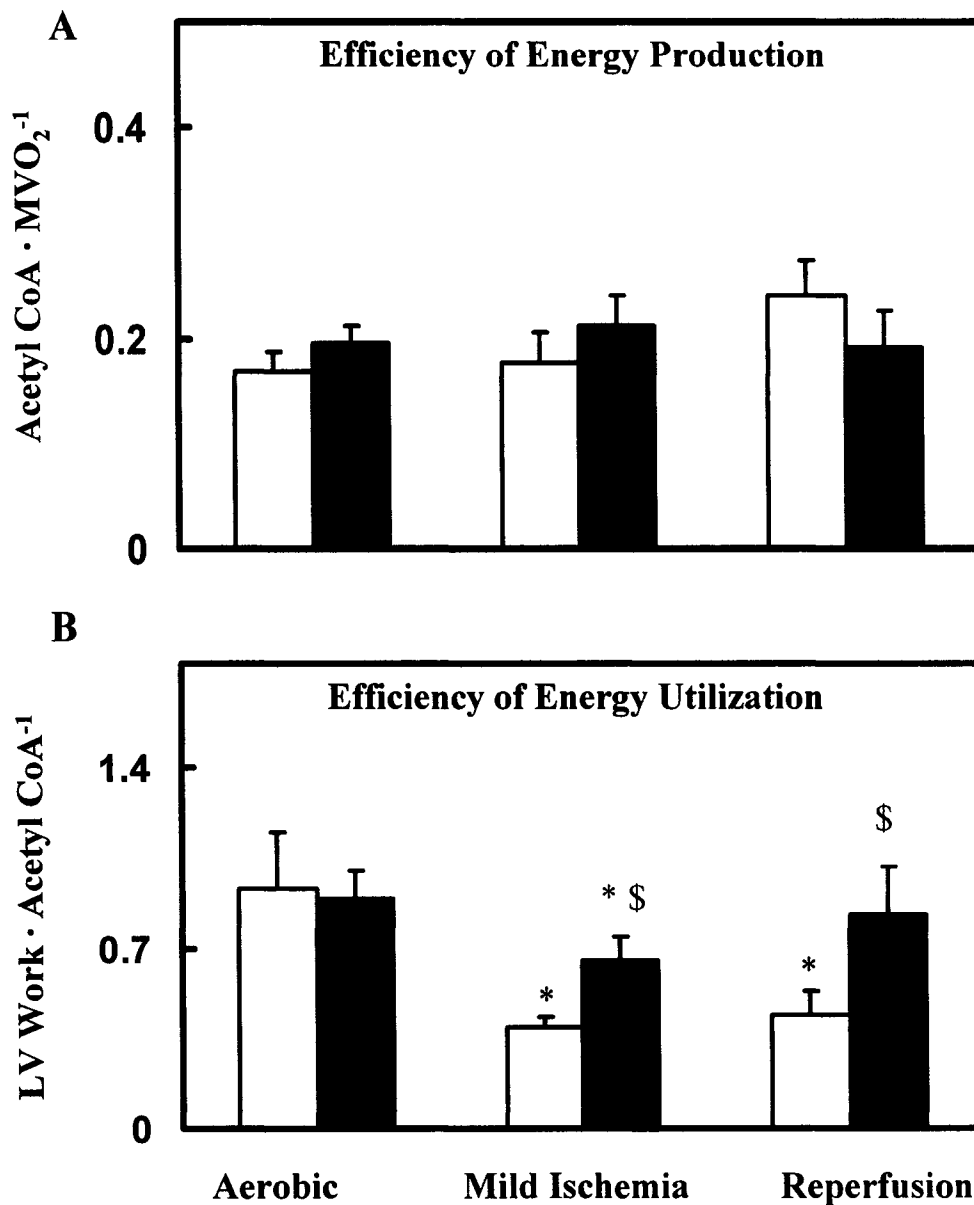 A
Efficiency of Energy Production
Acetyl CoA · MVO₂⁻¹
0.4
0.2
0
B
Efficiency of Energy Utilization
LV Work · Acetyl CoA⁻¹
1.4
0.7
0
*
* $
*
$
Aerobic Mild Ischemia Reperfusion